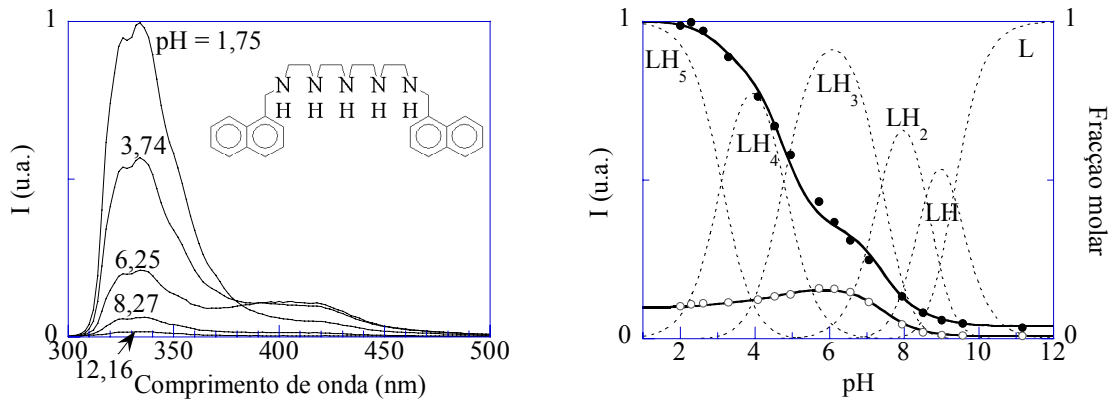 1
pH = 1,75
N N N N N
H H H H H
3,74
6,25
8,27
12,16
I (u.a.)
0
300 350 400 450 500
Comprimento de onda (nm)
1 1
LH5
LH4
LH3
LH2
LH
L
I (u.a.)
Fracçao molar
0 0
2 4 6 8 10 12
pH